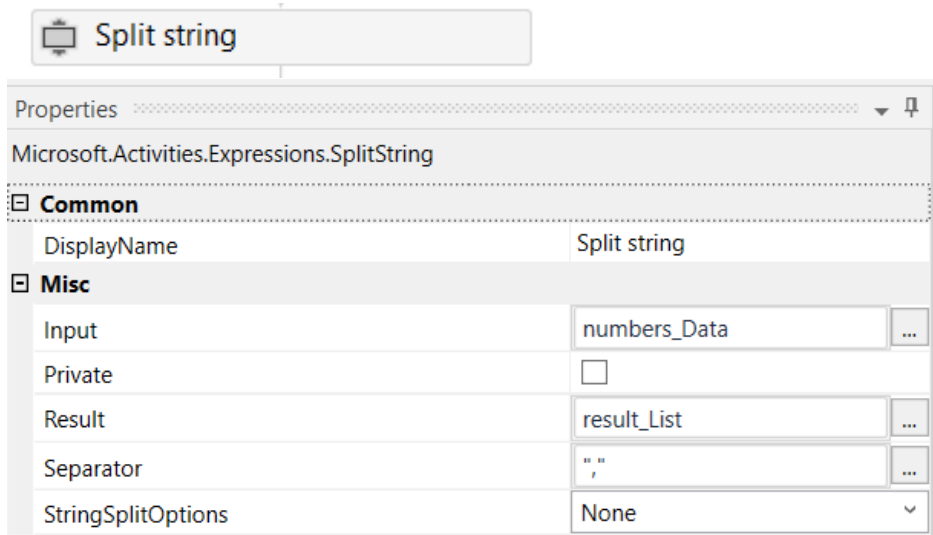 Split string
Properties
Microsoft.Activities.Expressions.SplitString
Common
DisplayName Split string
Misc
Input numbers_Data ...
Private
Result result_List ...
Separator "," ...
StringSplitOptions None